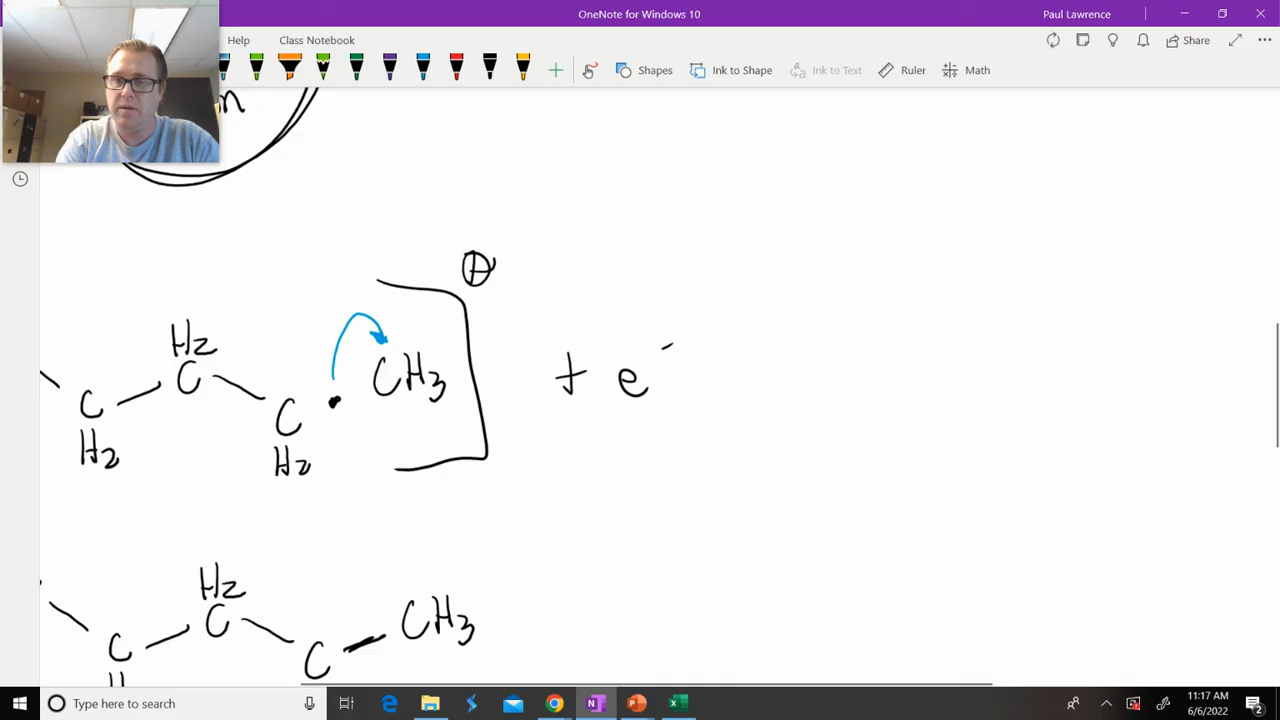 OneNote for Windows 10
Paul Lawrence
Help
Class Notebook
Shapes
Ink to Shape
Ink to Text
Ruler
Math
Share
n
H2
C
C
H2
C
H2
CH3
+
+ e-
H2
C
C
H
C
CH3
Type here to search
11:17 AM
6/6/2022
2